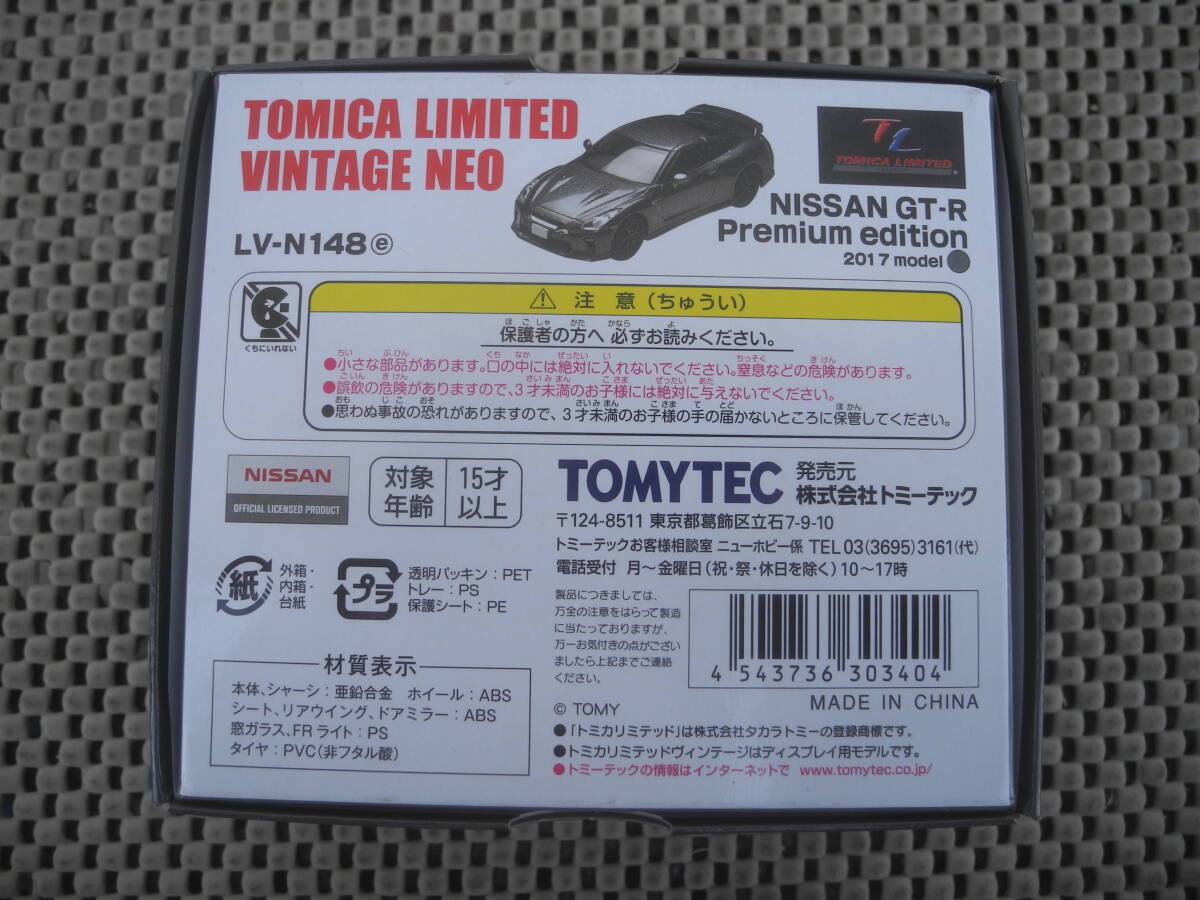 TOMICA LIMITED
VINTAGE NEO
LV-N148ⓔ
TL
TOMICA LIMITED
NISSAN GT-R
Premium edition
2017 model
くちにいれない
注 意（ちゅうい）
保護者の方へ 必ずお読みください。
●小さな部品があります。口の中には絶対に入れないでください。窒息などの危険があります。
●誤飲の危険がありますので、3才未満のお子様には絶対に与えないでください。
●思わぬ事故の恐れがありますので、3才未満のお子様の手の届かないところに保管してください。
NISSAN
OFFICIAL LICENSED PRODUCT
対象
年齢
15才
以上
TOMYTEC
発売元
株式会社トミーテック
〒124-8511 東京都葛飾区立石7-9-10
トミーテックお客様相談室 ニューホビー係 TEL 03(3695)3161(代)
電話受付 月～金曜日(祝・祭・休日を除く)10～17時
紙
外箱・
内箱・
台紙
プラ
透明パッキン：PET
トレー：PS
保護シート：PE
材質表示
本体、シャーシ：亜鉛合金 ホイール：ABS
シート、リアウイング、ドアミラー：ABS
窓ガラス、FRライト：PS
タイヤ：PVC(非フタル酸)
製品につきましては、
万全の注意をはらって製造
に当たっておりますが、
万一お気付きの点がござい
ましたら上記までご連絡
ください。
4 543736 303404
MADE IN CHINA
© TOMY
●「トミカリミテッド」は株式会社タカラトミーの登録商標です。
●トミカリミテッドヴィンテージはディスプレイ用モデルです。
●トミーテックの情報はインターネットで www.tomytec.co.jp/